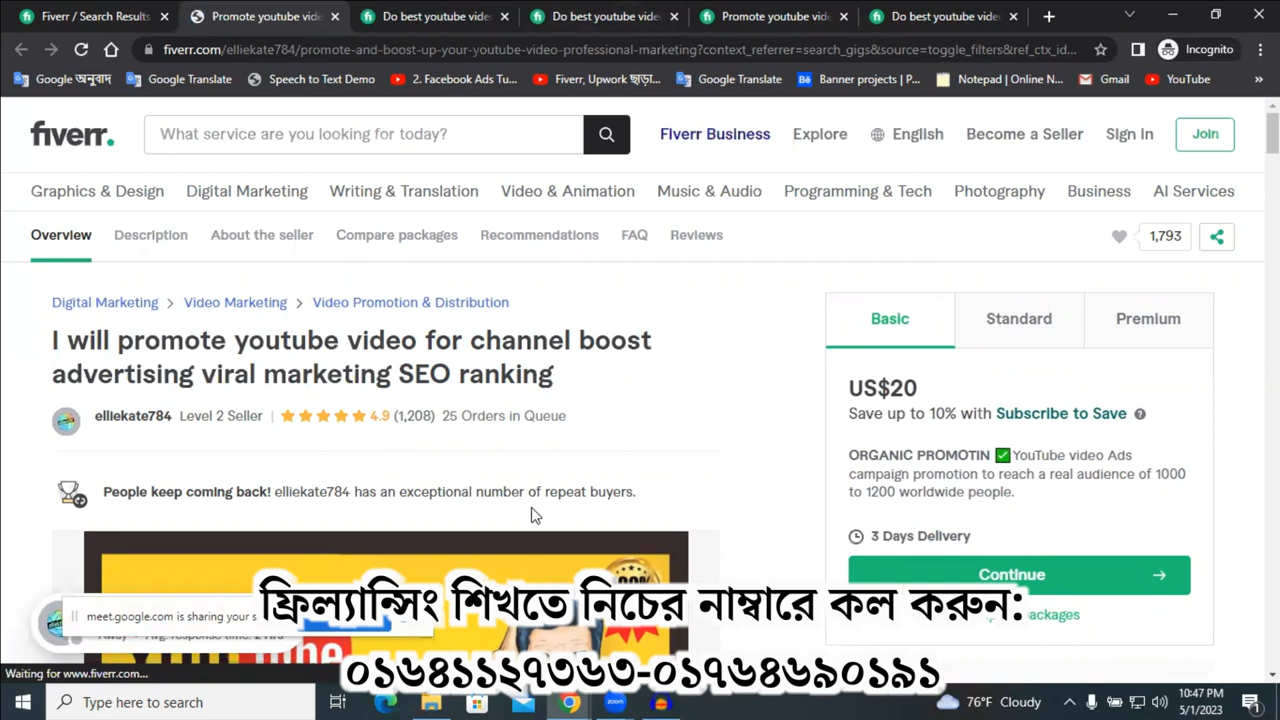 Fiverr / Search Results
Promote youtube vide
Do best youtube vide
Do best youtube vide
Promote youtube vide
Do best youtube vide
fiverr.com/elliekate784/promote-and-boost-up-your-youtube-video-professional-marketing?context_referrer=search_gigs&source=toggle_filters&ref_ctx_id...
Incognito
Google অনুবাদ
Google Translate
Speech to Text Demo
2. Facebook Ads Tu...
Fiverr, Upwork ছাড়া...
Google Translate
Banner projects | P...
Notepad | Online N...
Gmail
YouTube
fiverr.
What service are you looking for today?
Fiverr Business
Explore
English
Become a Seller
Sign In
Join
Graphics & Design
Digital Marketing
Writing & Translation
Video & Animation
Music & Audio
Programming & Tech
Photography
Business
AI Services
Overview
Description
About the seller
Compare packages
Recommendations
FAQ
Reviews
1,793
Digital Marketing > Video Marketing > Video Promotion & Distribution
I will promote youtube video for channel boost
advertising viral marketing SEO ranking
elliekate784 Level 2 Seller | 4.9 (1,208) 25 Orders in Queue
People keep coming back! elliekate784 has an exceptional number of repeat buyers.
Basic
Standard
Premium
US$20
Save up to 10% with Subscribe to Save
ORGANIC PROMOTIN ✅YouTube video Ads
campaign promotion to reach a real audience of 1000
to 1200 worldwide people.
3 Days Delivery
Continue
packages
meet.google.com is sharing your s
ফ্রিল্যান্সিং শিখতে নিচের নাম্বারে কল করুন:
০১৬৪১১২৭৩৬৩-০১৭৬৪৬৯০১৯১
Waiting for www.fiverr.com...
Type here to search
76°F Cloudy
10:47 PM
5/1/2023